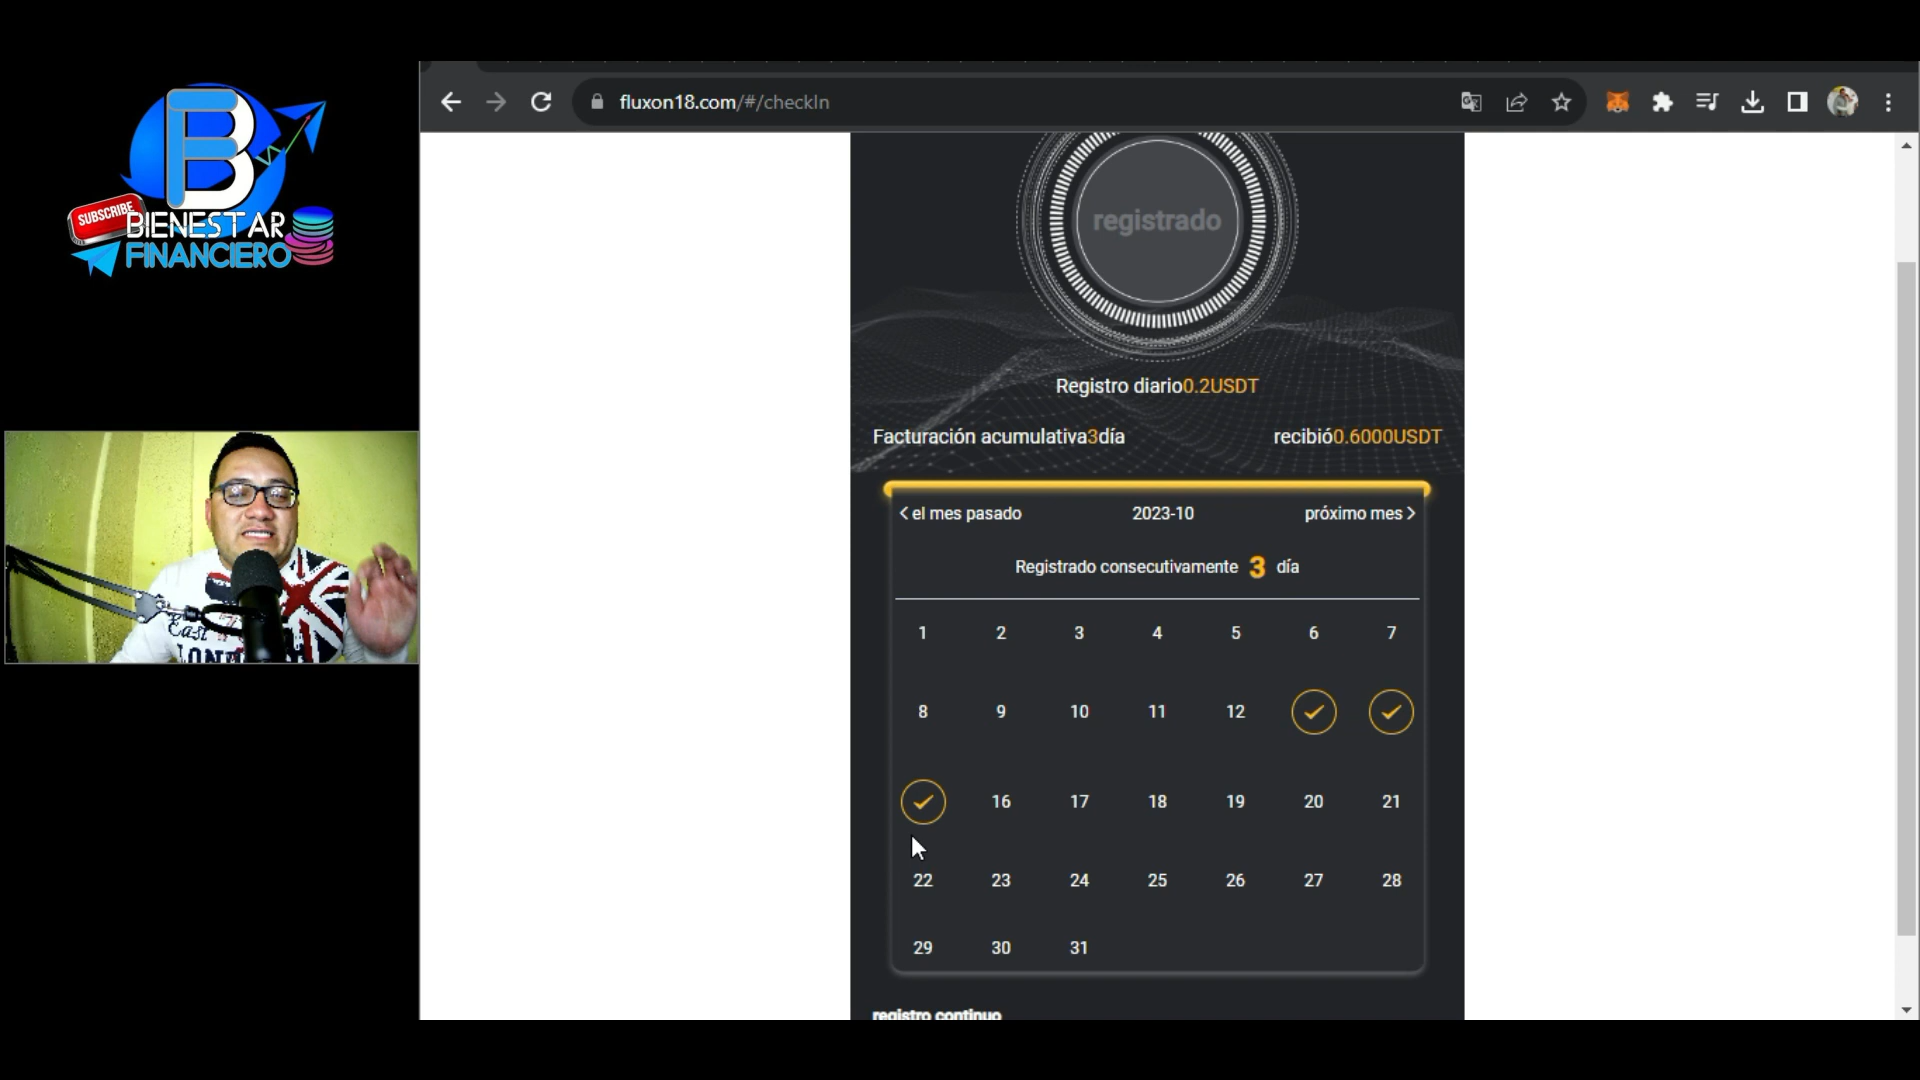 SUBSCRIBE
BIENESTAR
FINANCIERO
fluxon18.com/#/checkIn
registrado
Registro diario0.2USDT
Facturación acumulativa3día
recibió0.6000USDT
el mes pasado
2023-10
próximo mes
Registrado consecutivamente 3 día
1 2 3 4 5 6 7
8 9 10 11 12
16 17 18 19 20 21
22 23 24 25 26 27 28
29 30 31
registro continuo
East